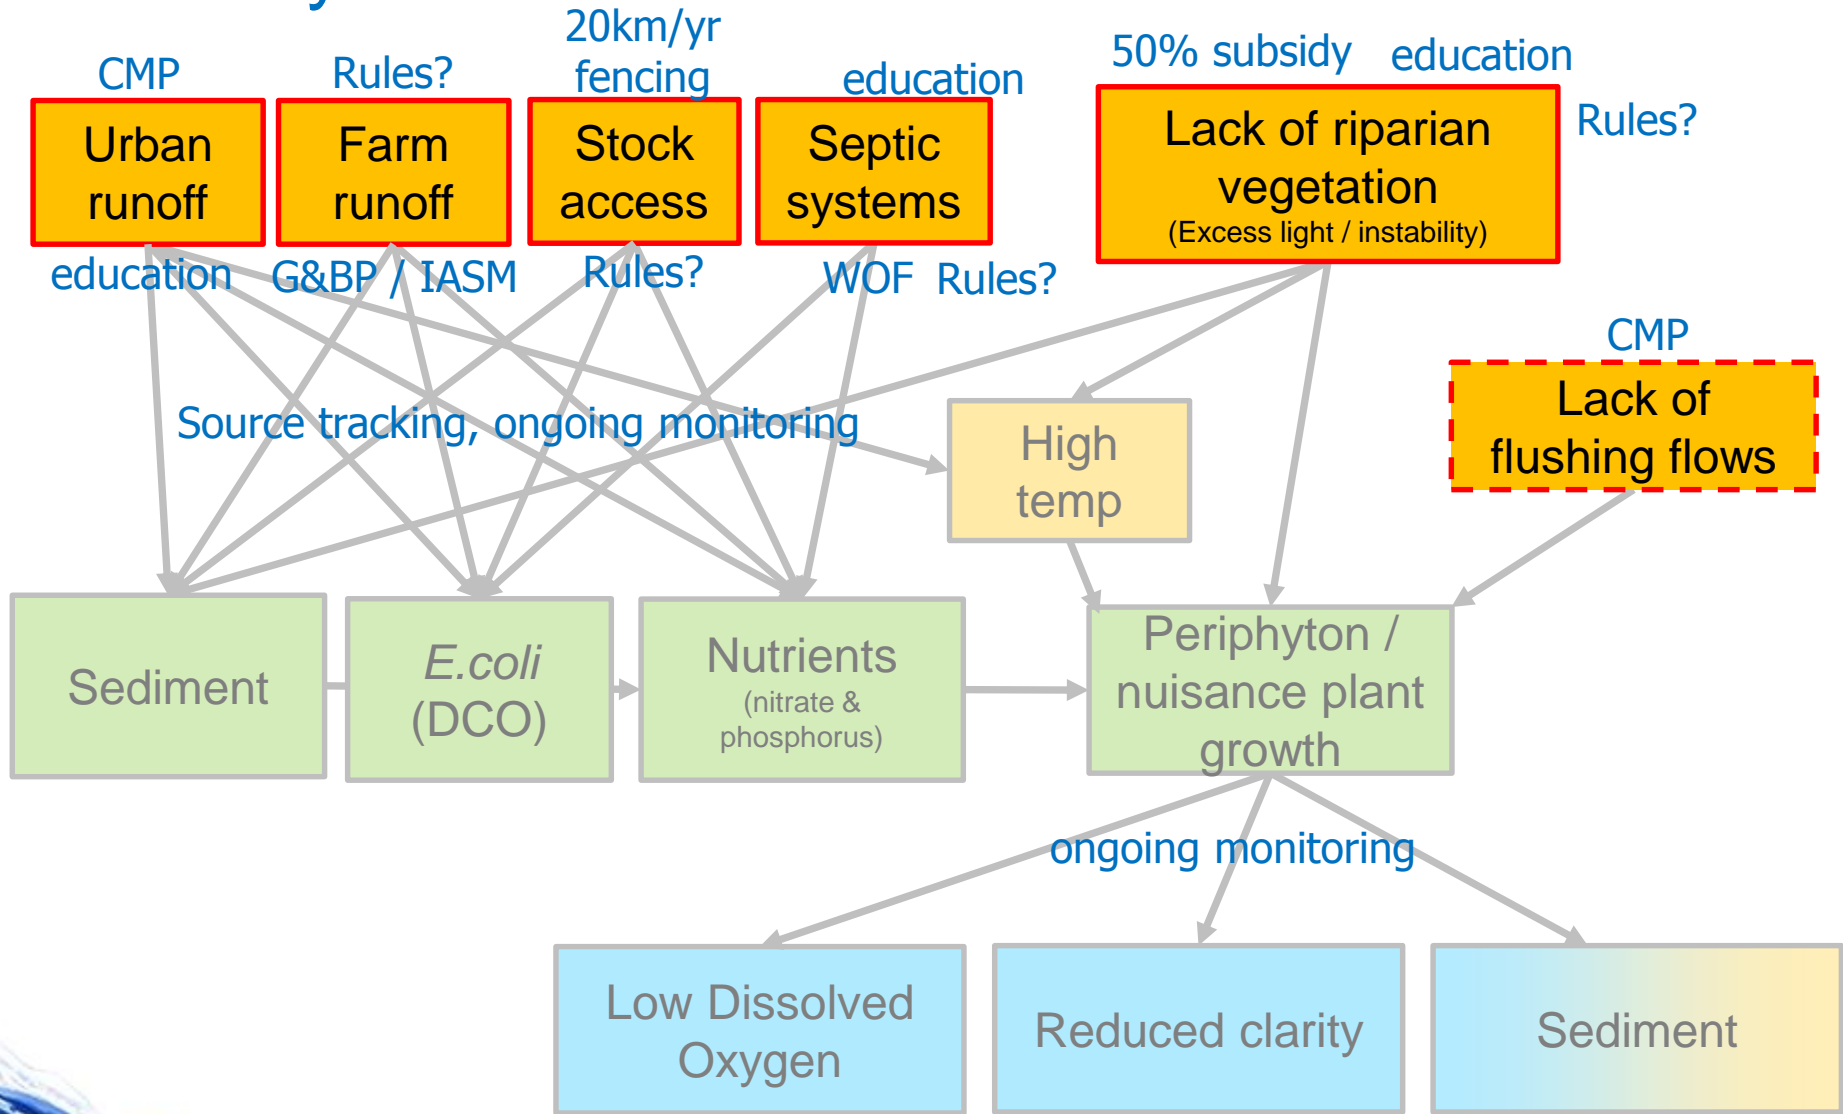 20km/yr
fencing
CMP
Rules?
education
50% subsidy
education
Rules?
Urban
runoff
Farm
runoff
Stock
access
Septic
systems
Lack of riparian
vegetation
(Excess light / instability)
education
G&BP / IASM
Rules?
WOF Rules?
CMP
Lack of
flushing flows
Source tracking, ongoing monitoring
High
temp
Sediment
E.coli
(DCO)
Nutrients
(nitrate &
phosphorus)
Periphyton /
nuisance plant
growth
ongoing monitoring
Low Dissolved
Oxygen
Reduced clarity
Sediment